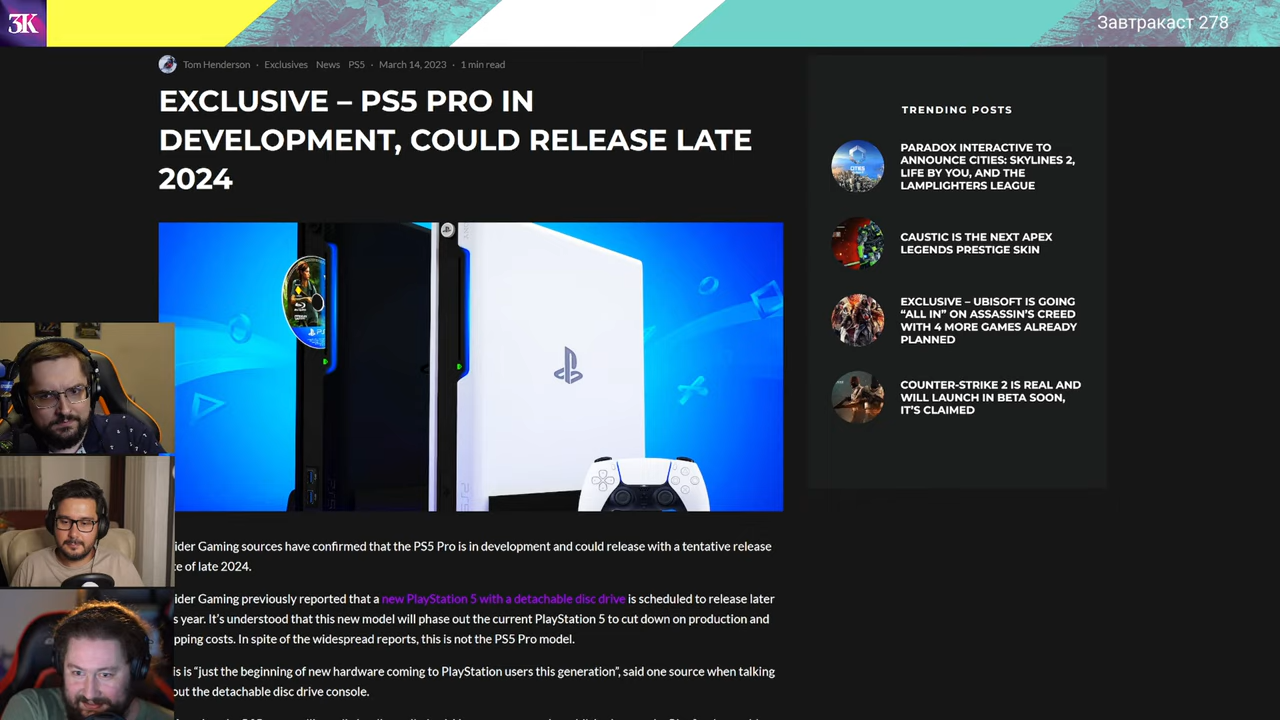 3K
Завтракаст 278
Tom Henderson · Exclusives News PS5 · March 14, 2023 · 1 min read
EXCLUSIVE – PS5 PRO IN
DEVELOPMENT, COULD RELEASE LATE
2024
TRENDING POSTS
PARADOX INTERACTIVE TO
ANNOUNCE CITIES: SKYLINES 2,
LIFE BY YOU, AND THE
LAMPLIGHTERS LEAGUE
CAUSTIC IS THE NEXT APEX
LEGENDS PRESTIGE SKIN
EXCLUSIVE – UBISOFT IS GOING
“ALL IN” ON ASSASSIN’S CREED
WITH 4 MORE GAMES ALREADY
PLANNED
COUNTER-STRIKE 2 IS REAL AND
WILL LAUNCH IN BETA SOON,
IT’S CLAIMED
ider Gaming sources have confirmed that the PS5 Pro is in development and could release with a tentative release
e of late 2024.
ider Gaming previously reported that a new PlayStation 5 with a detachable disc drive is scheduled to release later
s year. It’s understood that this new model will phase out the current PlayStation 5 to cut down on production and
pping costs. In spite of the widespread reports, this is not the PS5 Pro model.
is is “just the beginning of new hardware coming to PlayStation users this generation”, said one source when talking
out the detachable disc drive console.